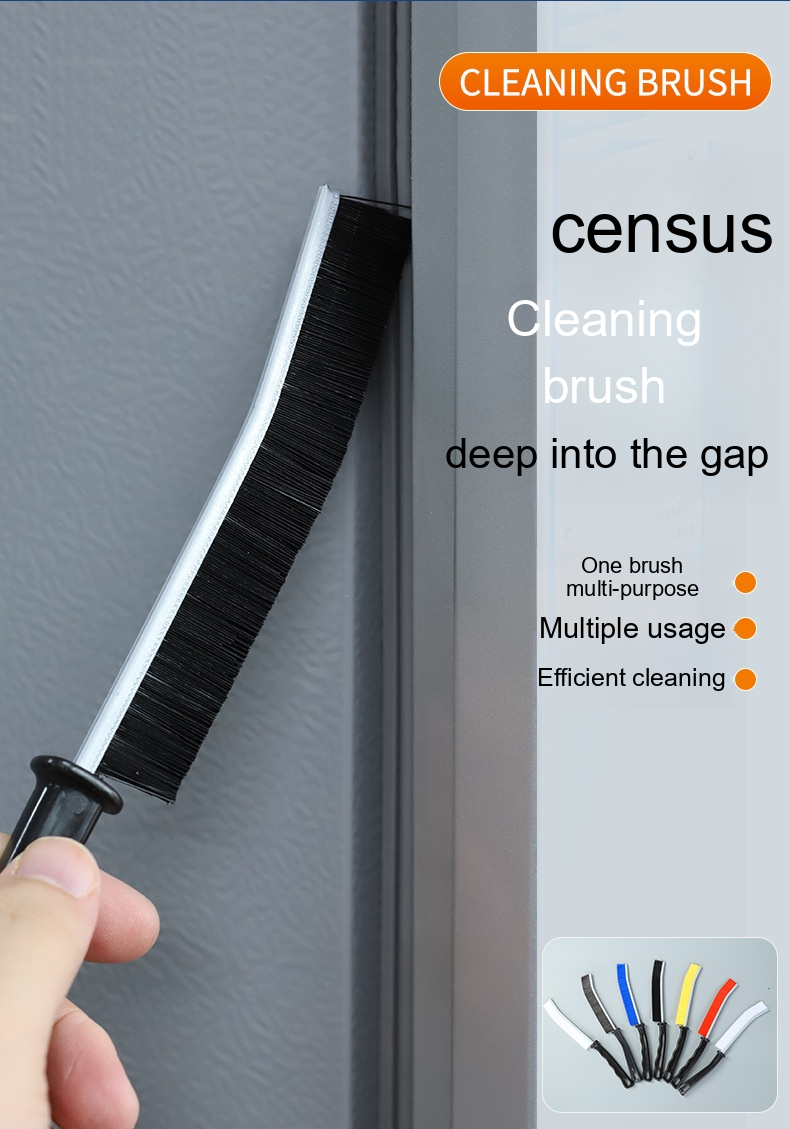 CLEANING BRUSH
census
Cleaning
brush
deep into the gap
One brush
multi-purpose
Multiple usage
Efficient cleaning